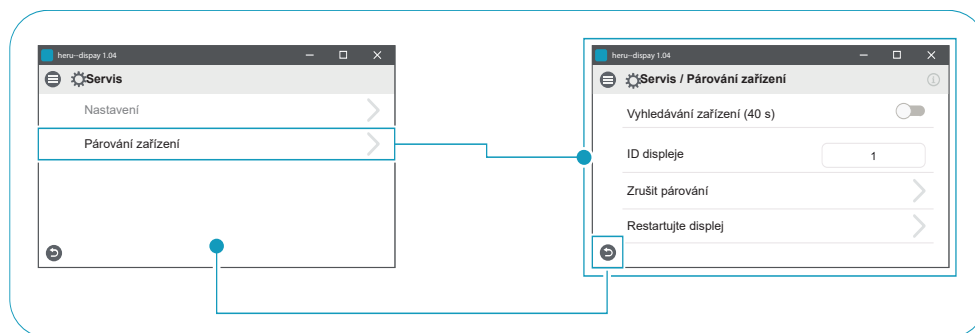 heru--dispay 1.04
Servis
Nastavení
Párování zařízení
heru--dispay 1.04
Servis / Párování zařízení
Vyhledávání zařízení (40 s)
ID displeje 1
Zrušit párování
Restartujte displej